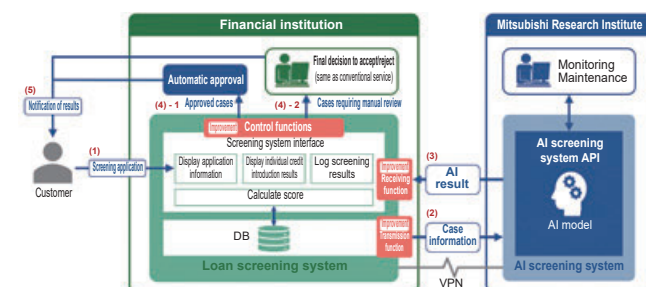 Financial institution
Mitsubishi Research Institute
Final decision to accept/reject
(same as conventional service)
Automatic approval
Monitoring
Maintenance
(5)
Notification of results
(4) - 1 Approved cases
(4) - 2 Cases requiring manual review
Improvement Control functions
Screening system interface
(1)
Screening application
Customer
Display application
information
Display individual credit
introduction results
Log screening
results
Calculate score
Improvement
Receiving
function
(3)
AI
result
AI screening
system API
AI model
DB
Improvement
Transmission
function
(2)
Case
information
Loan screening system
VPN
AI screening system